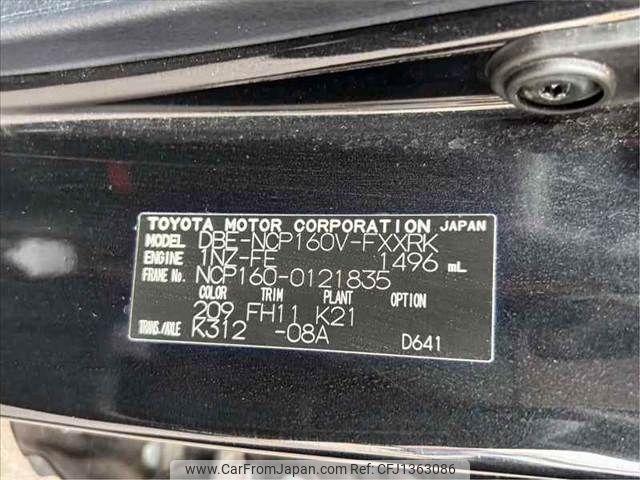 TOYOTA MOTOR CORPORATION JAPAN
MODEL DBE-NCP160V-FXXRK
ENGINE 1NZ-FE 1496 mL
FRAME No. NCP160-0121835
COLOR TRIM PLANT OPTION
209 FH11 K21
TRANS./AXLE K312 -08A D641
www.CarFromJapan.com - CFJ1363086